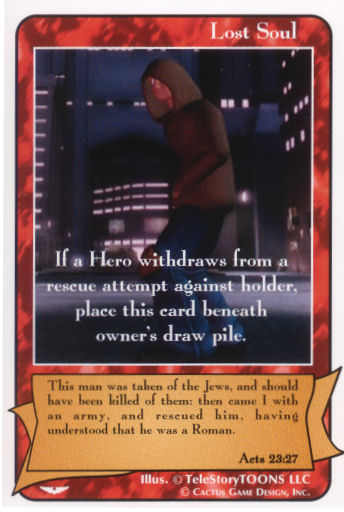 Lost Soul
If a Hero withdraws from a
rescue attempt against holder,
place this card beneath
owner's draw pile.
This man was taken of the Jews, and should
have been killed of them: then came I with
an army, and rescued him, having
understood that he was a Roman.
Acts 23:27
Illus. © TeleStoryTOONS LLC
© Cactus Game Design, Inc.